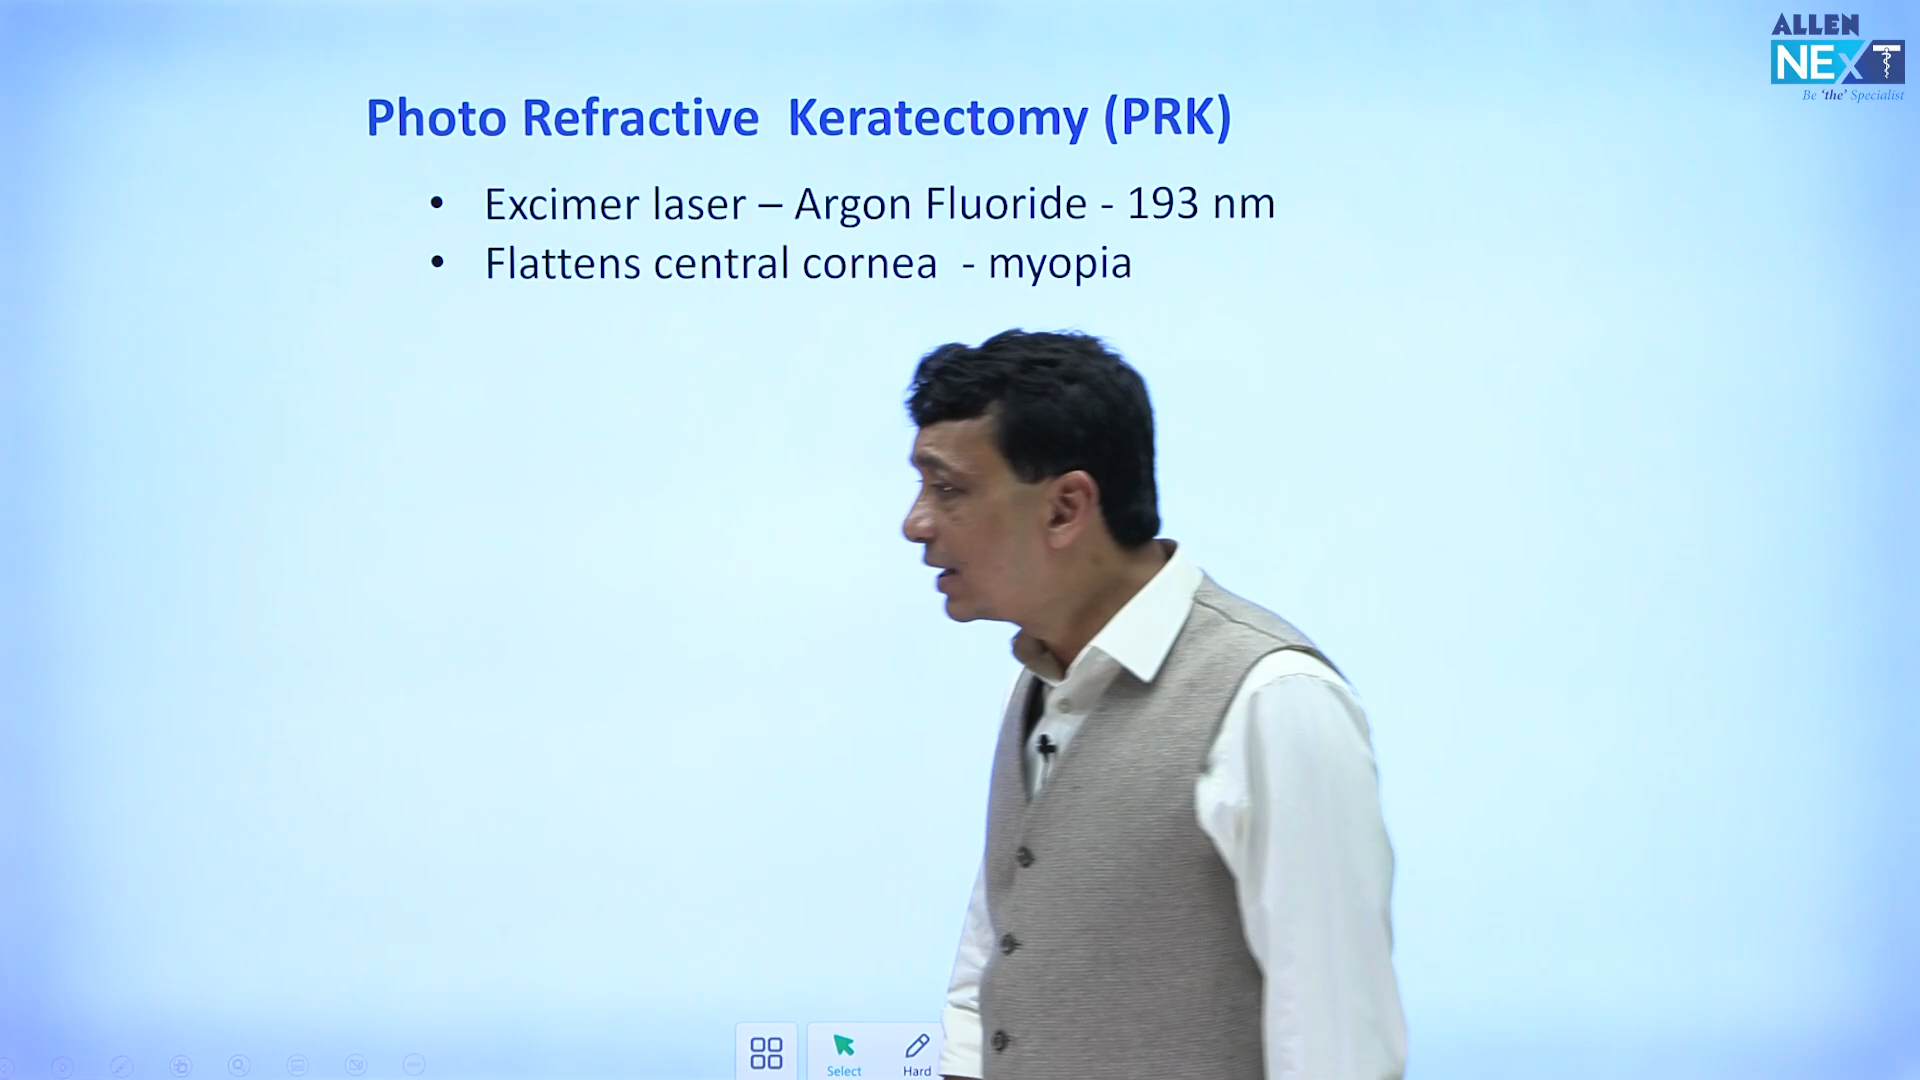 ALLEN
NExT
Be 'the' Specialist
Photo Refractive Keratectomy (PRK)
• Excimer laser – Argon Fluoride - 193 nm
• Flattens central cornea - myopia
Select
Hard